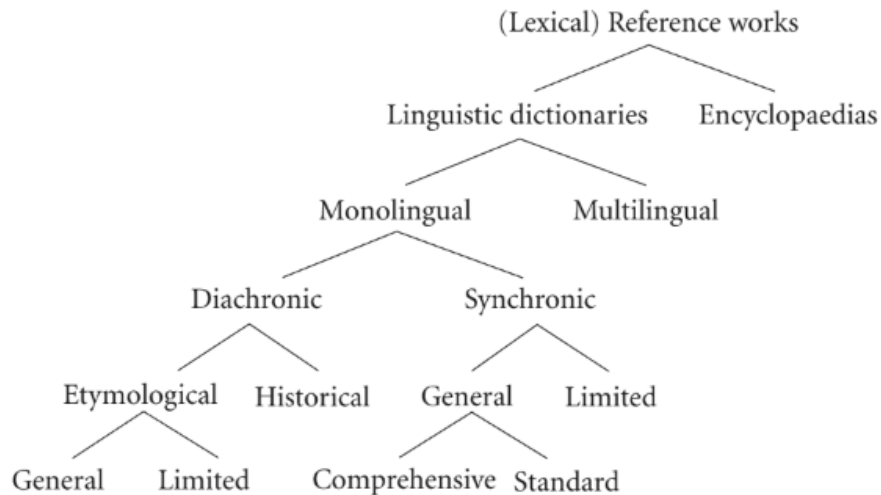 (Lexical) Reference works
Linguistic dictionaries Encyclopaedias
Monolingual Multilingual
Diachronic Synchronic
Etymological Historical General Limited
General Limited Comprehensive Standard